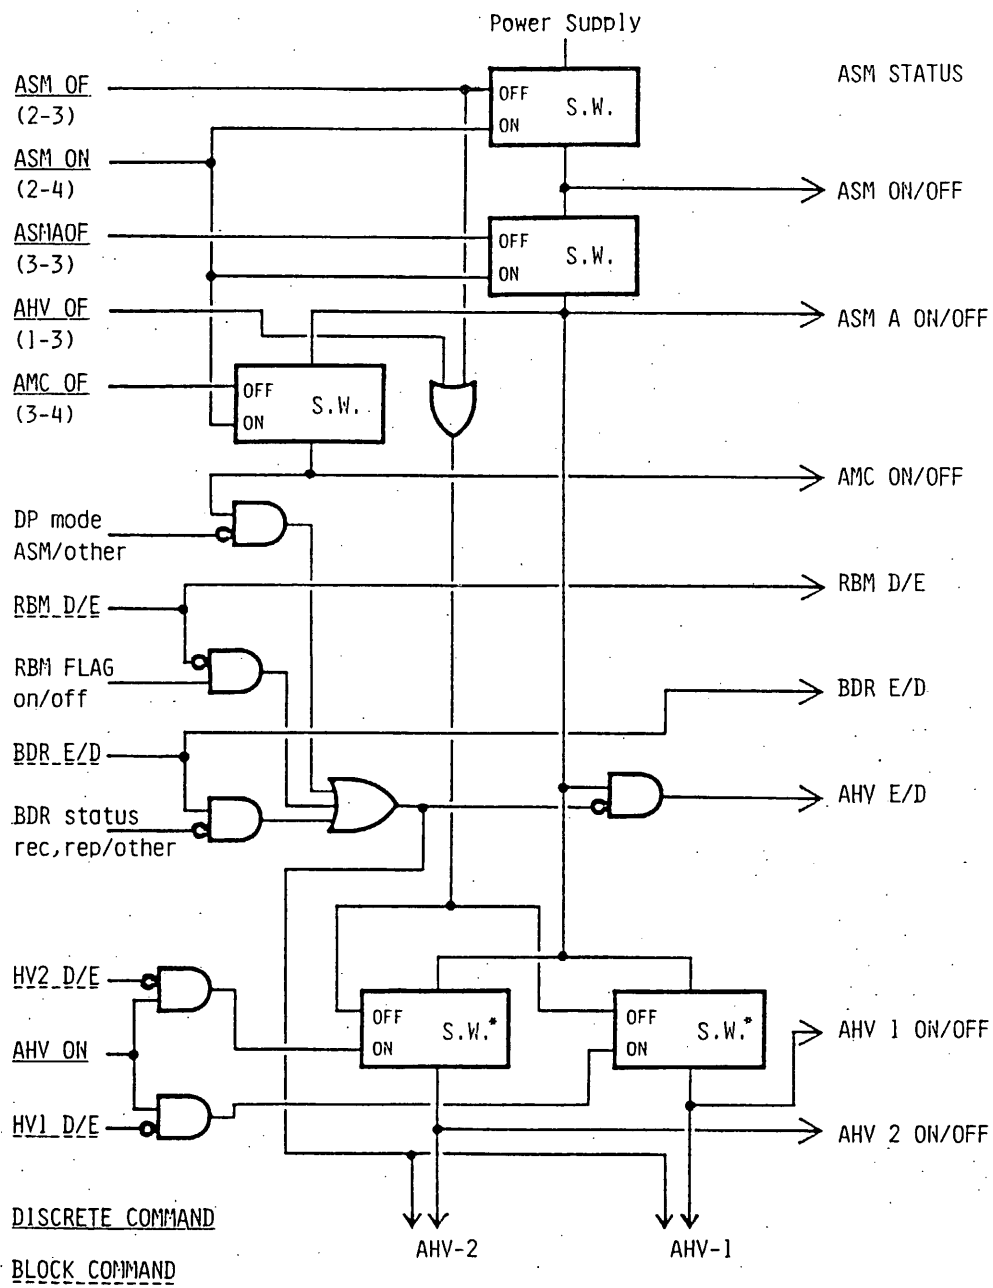 Power Supply
ASM OF
(2-3)
ASM ON
(2-4)
ASMAOF
(3-3)
AHV OF
(1-3)
AMC OF
(3-4)
DP mode
ASM/other
RBM D/E
RBM FLAG
on/off
BDR E/D
BDR status
rec,rep/other
HV2 D/E
AHV ON
HV1 D/E
DISCRETE COMMAND
BLOCK COMMAND
OFF
ON
S.W.
OFF
ON
S.W.
OFF
ON
S.W.
OFF
ON
S.W.*
OFF
ON
S.W.*
AHV-2
AHV-1
ASM STATUS
ASM ON/OFF
ASM A ON/OFF
AMC ON/OFF
RBM D/E
BDR E/D
AHV E/D
AHV 1 ON/OFF
AHV 2 ON/OFF